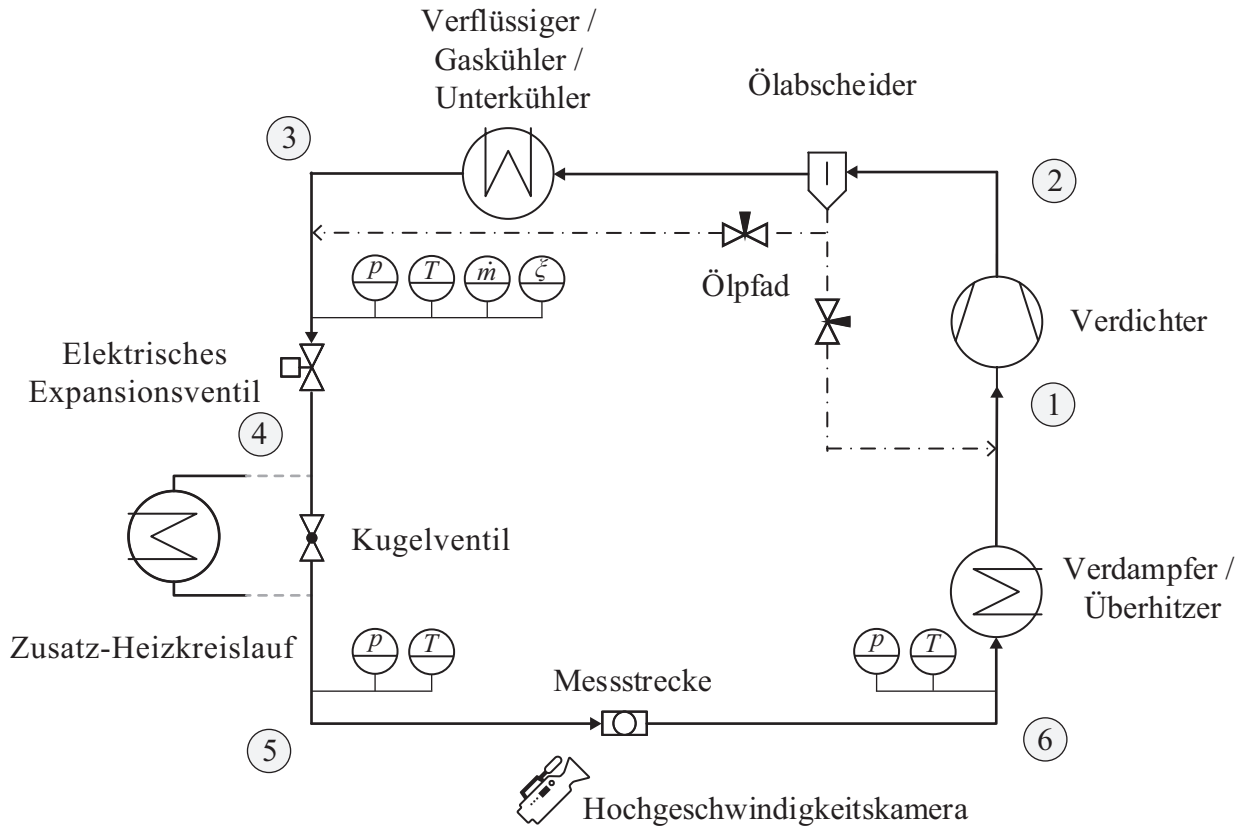 Verflüssiger /
Gaskühler /
Unterkühler
Ölabscheider
3
2
p T ṁ ξ
Ölpfad
Verdichter
Elektrisches
Expansionsventil
1
4
Kugelventil
Verdampfer /
Überhitzer
Zusatz-Heizkreislauf
p T
p T
Messstrecke
5
6
Hochgeschwindigkeitskamera